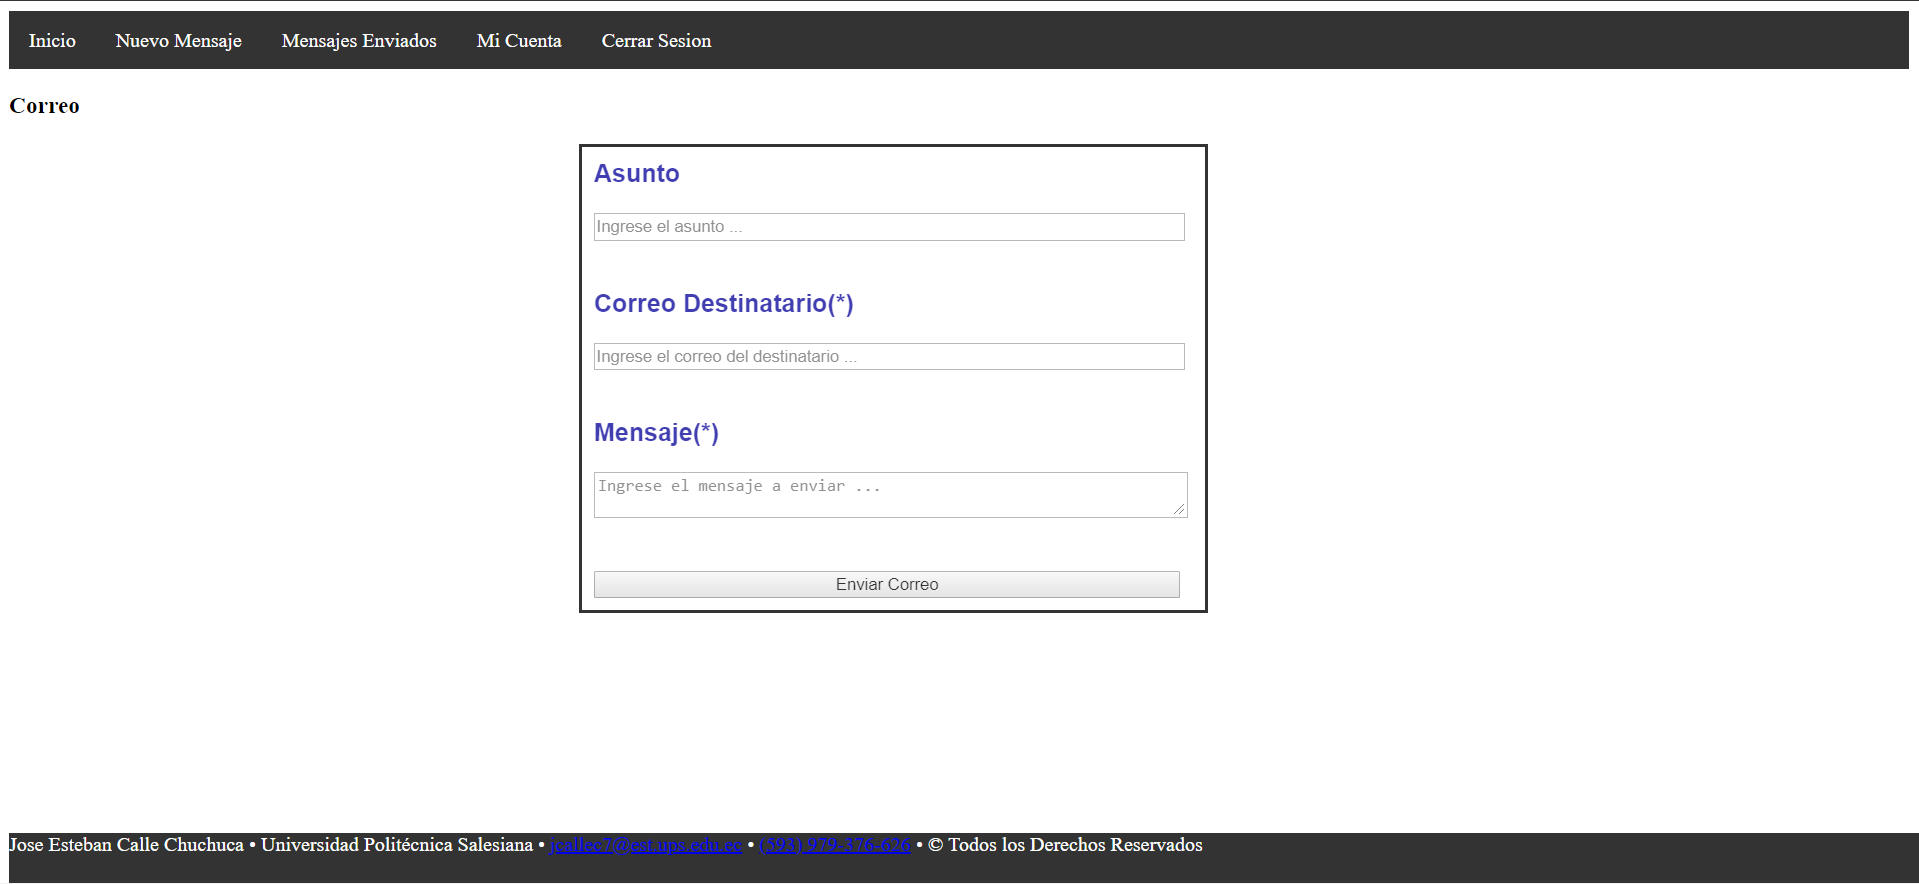 Inicio Nuevo Mensaje Mensajes Enviados Mi Cuenta Cerrar Sesion
Correo
Asunto
Ingrese el asunto ...
Correo Destinatario(*)
Ingrese el correo del destinatario ...
Mensaje(*)
Ingrese el mensaje a enviar ...
Enviar Correo
Jose Esteban Calle Chuchuca • Universidad Politécnica Salesiana • jcallec7@est.ups.edu.ec • (593) 979-376-626 • © Todos los Derechos Reservados